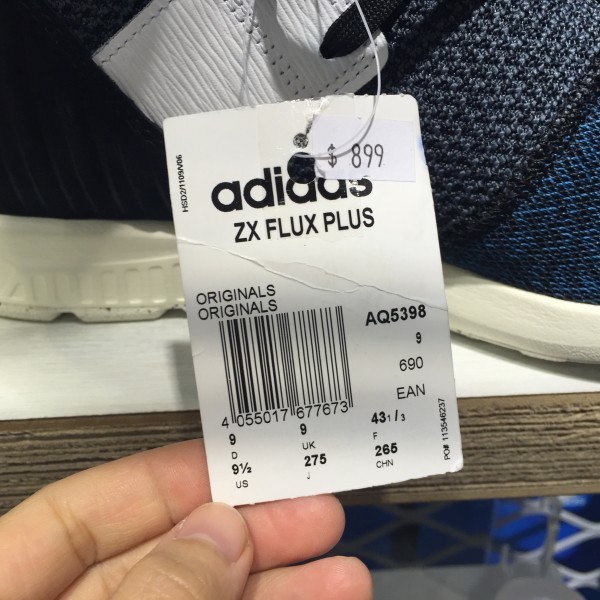 HSD2/1109/V06
$ 899
adidas
ZX FLUX PLUS
ORIGINALS
ORIGINALS
AQ5398
9
690
EAN
4 055017 677673
9 9 43 1/3
D UK F
9½ 275 265
US J CHN
PO# 113546237